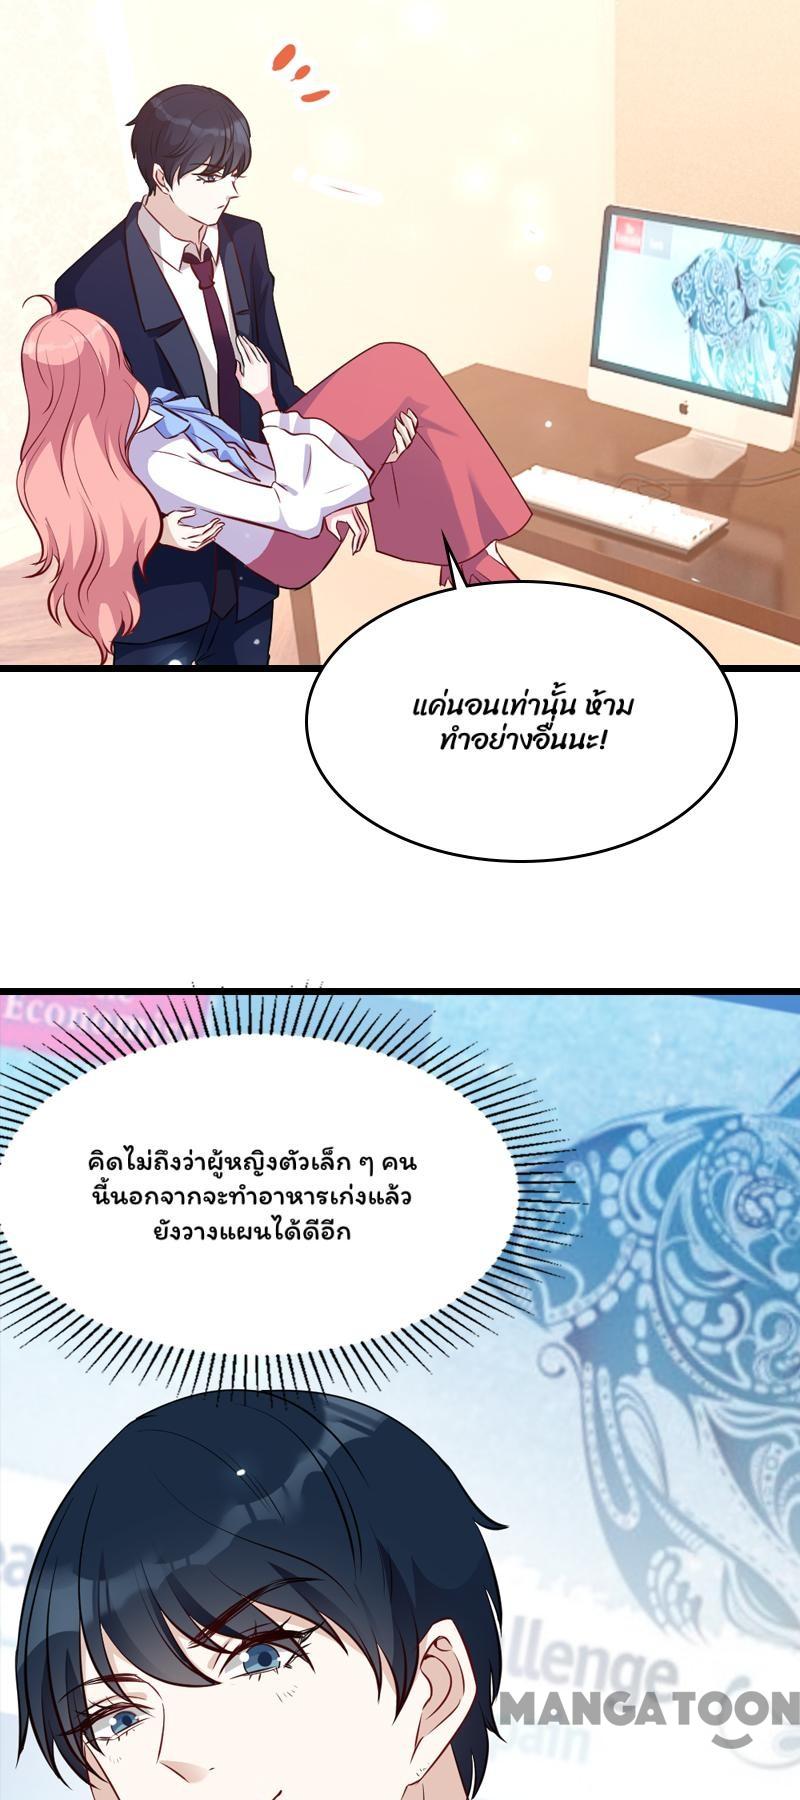 แค่นอนเท่านั้น ห้าม
ทำอย่างอื่นนะ!
Economi
คิดไม่ถึงว่าผู้หญิงตัวเล็ก ๆ คน
นี้นอกจากจะทำอาหารเก่งแล้ว
ยังวางแผนได้ดีอีก
llenge
MANGATOON
pain